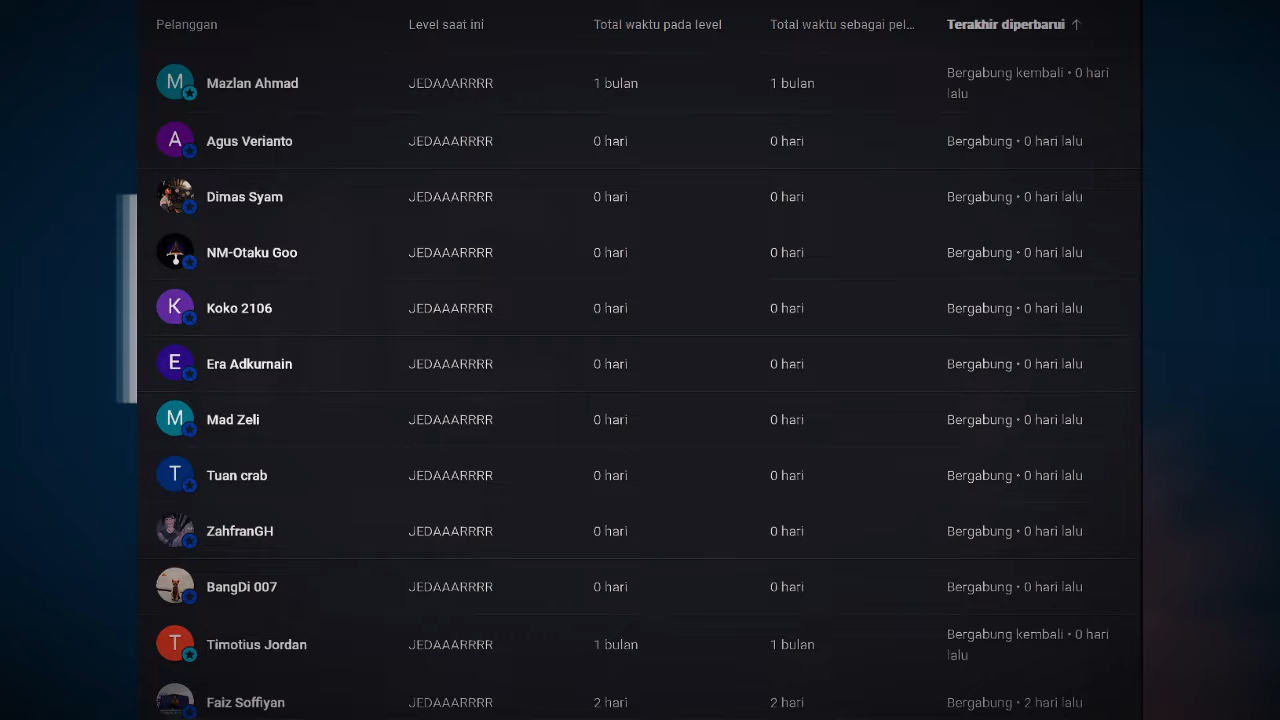 Pelanggan Level saat ini Total waktu pada level Total waktu sebagai pel... Terakhir diperbarui ↑
M Mazlan Ahmad JEDAAARRRR 1 bulan 1 bulan Bergabung kembali • 0 hari
lalu
A Agus Verianto JEDAAARRRR 0 hari 0 hari Bergabung • 0 hari lalu
Dimas Syam JEDAAARRRR 0 hari 0 hari Bergabung • 0 hari lalu
NM-Otaku Goo JEDAAARRRR 0 hari 0 hari Bergabung • 0 hari lalu
K Koko 2106 JEDAAARRRR 0 hari 0 hari Bergabung • 0 hari lalu
E Era Adkurnain JEDAAARRRR 0 hari 0 hari Bergabung • 0 hari lalu
M Mad Zeli JEDAAARRRR 0 hari 0 hari Bergabung • 0 hari lalu
T Tuan crab JEDAAARRRR 0 hari 0 hari Bergabung • 0 hari lalu
ZahfranGH JEDAAARRRR 0 hari 0 hari Bergabung • 0 hari lalu
BangDi 007 JEDAAARRRR 0 hari 0 hari Bergabung • 0 hari lalu
T Timotius Jordan JEDAAARRRR 1 bulan 1 bulan Bergabung kembali • 0 hari
lalu
Faiz Soffiyan JEDAAARRRR 2 hari 2 hari Bergabung • 2 hari lalu